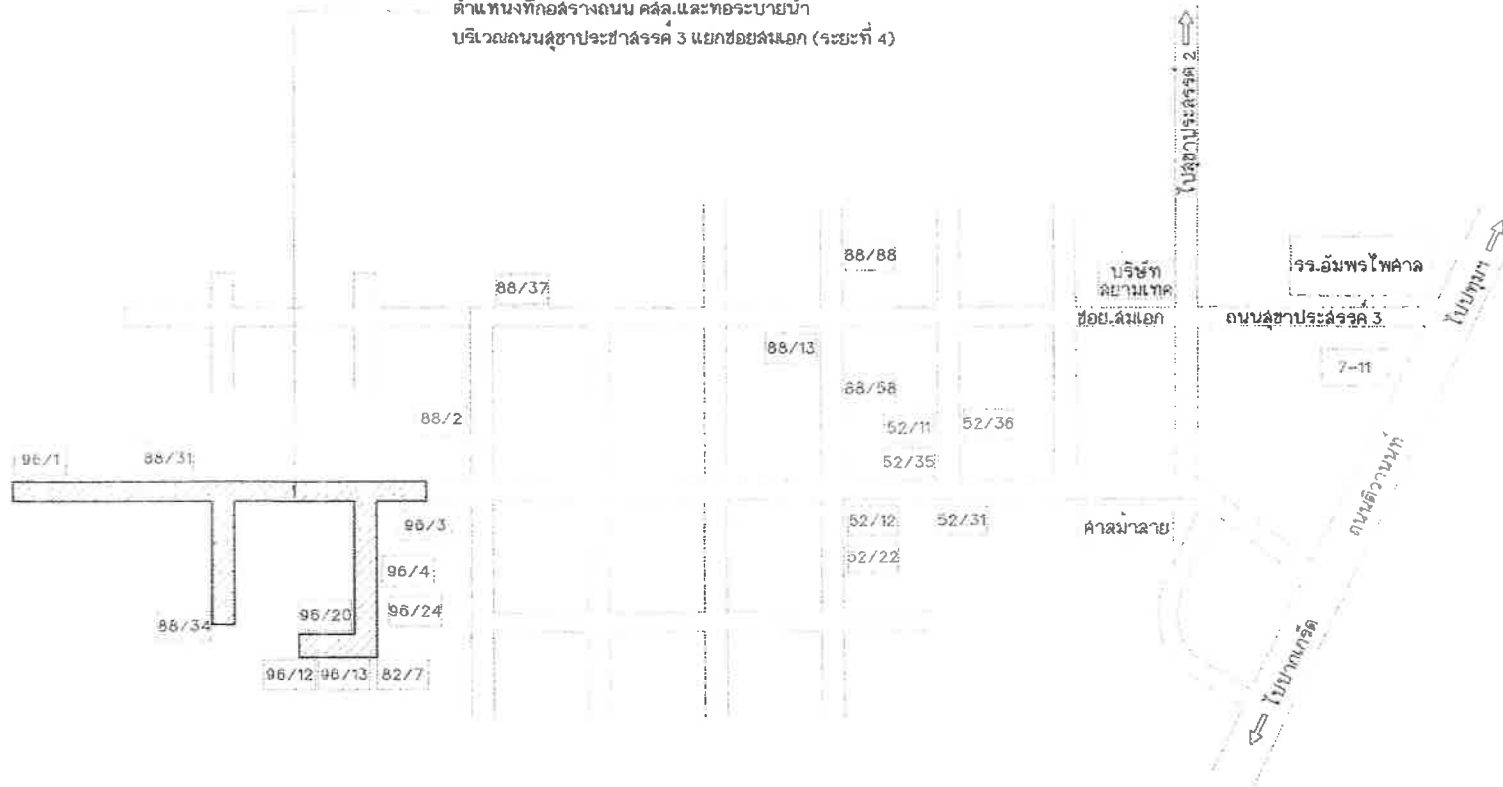 ตำแหน่งที่ก่อสร้างถนน คสล.และท่อระบายน้ำ
บริเวณถนนสุขาประชาสรรค์ 3 แยกซอยสมเอก (ระยะที่ 4)
ไปสุขาประสรรค์ 2
88/88
88/37
บริษัท
สยามเทค
รร.อัมพรไพศาล
ไปปทุมฯ
ซอย.สมเอก
ถนนสุขาประสรรค์ 3
88/13
7-11
88/58
88/2
52/11
52/36
ถนนติวานนท์
96/1
88/31
52/35
1
96/3
52/12
52/31
ศาลม้าลาย
52/22
96/4
96/20
96/24
88/34
96/12
96/13
82/7
ไปปากเกร็ด